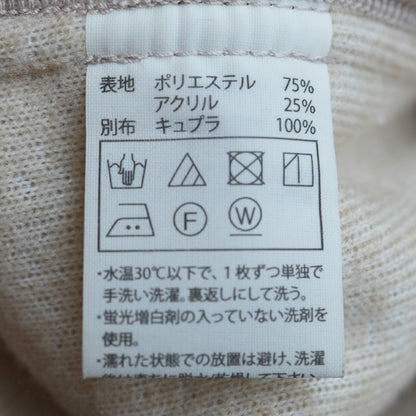 表地 ポリエステル 75%
アクリル 25%
別布 キュプラ 100%
F W
・水温30℃以下で、1枚ずつ単独で
手洗い洗濯。裏返しにして洗う。
・蛍光増白剤の入っていない洗剤を
使用。
・濡れた状態での放置は避け、洗濯